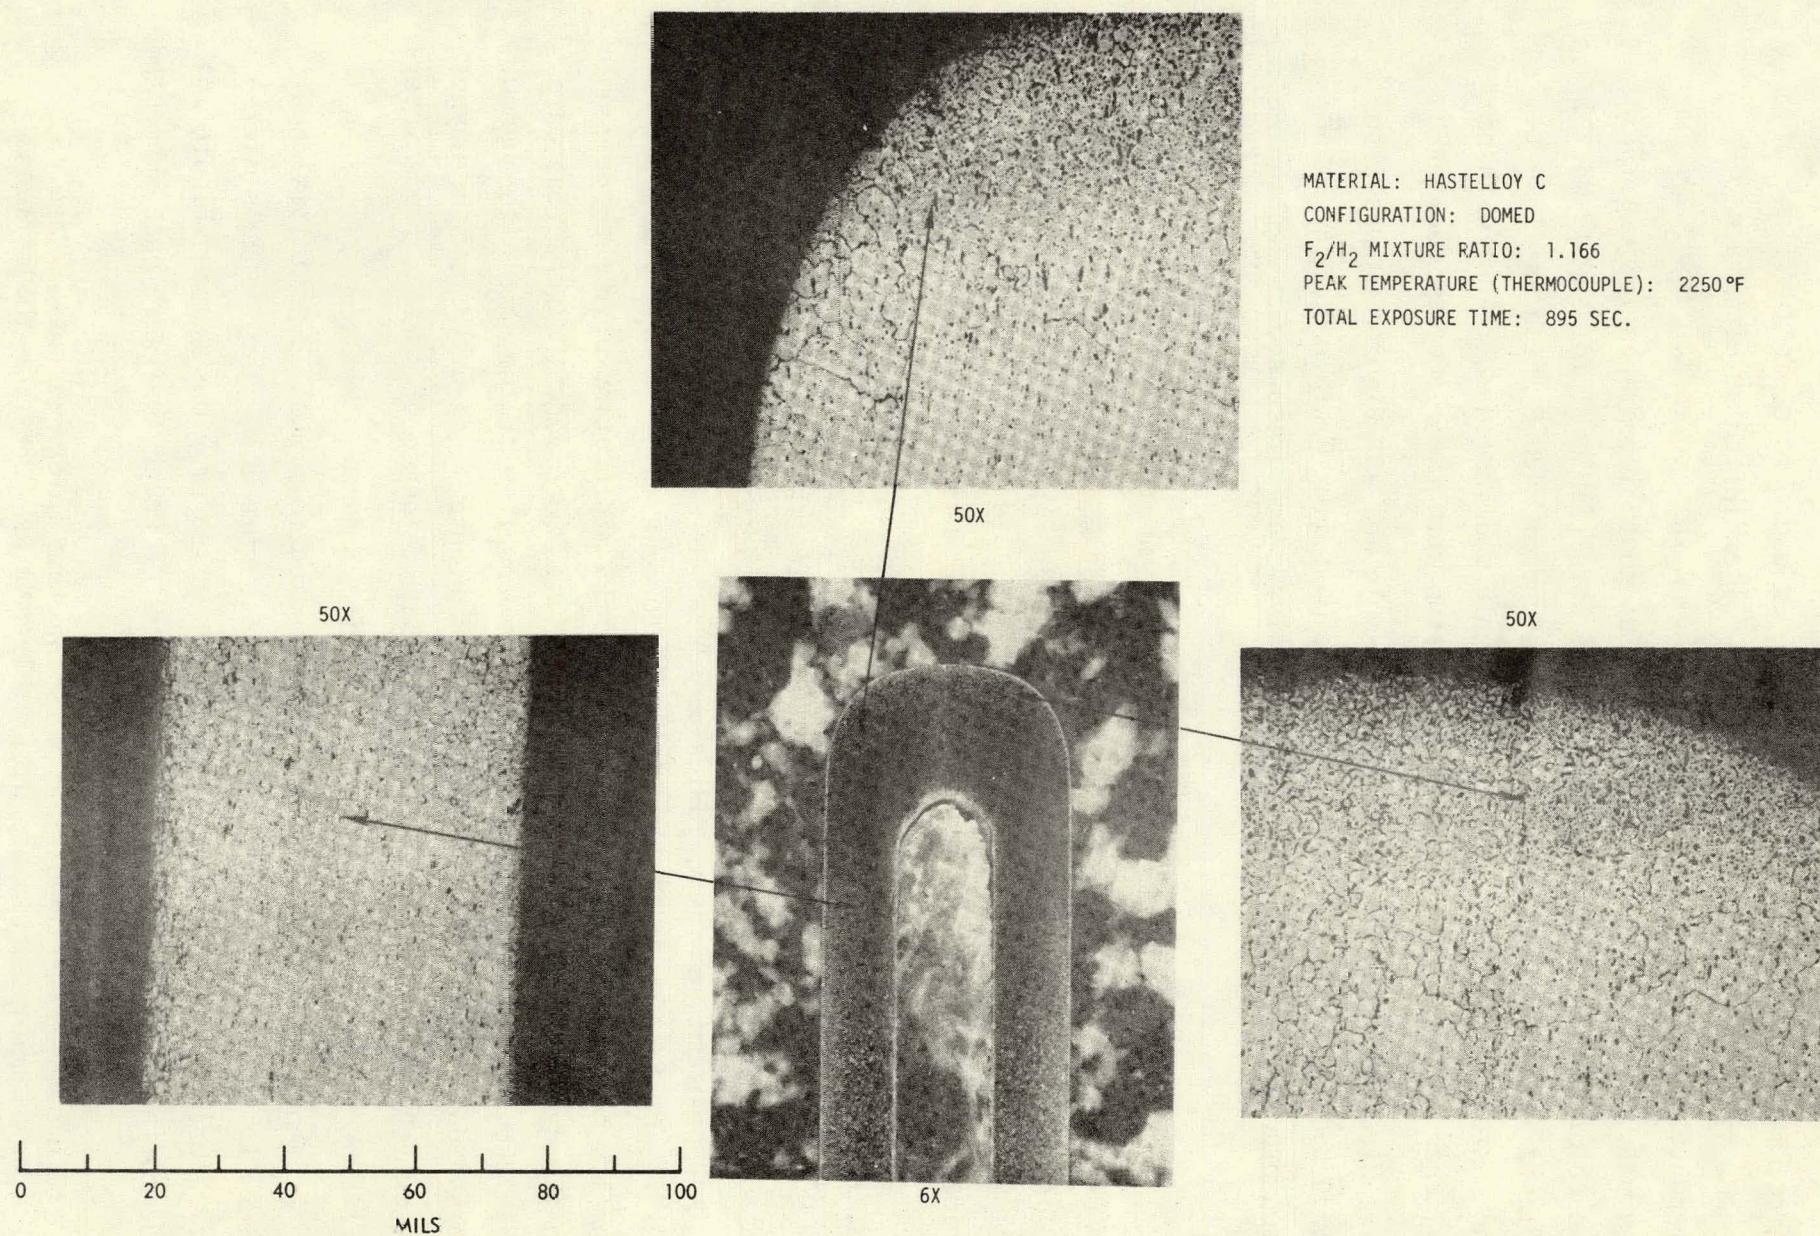 MATERIAL: HASTELLOY C
CONFIGURATION: DOMED
F2/H2 MIXTURE RATIO: 1.166
PEAK TEMPERATURE (THERMOCOUPLE): 2250°F
TOTAL EXPOSURE TIME: 895 SEC.
50X
50X
50X
6X
0 20 40 60 80 100
MILS